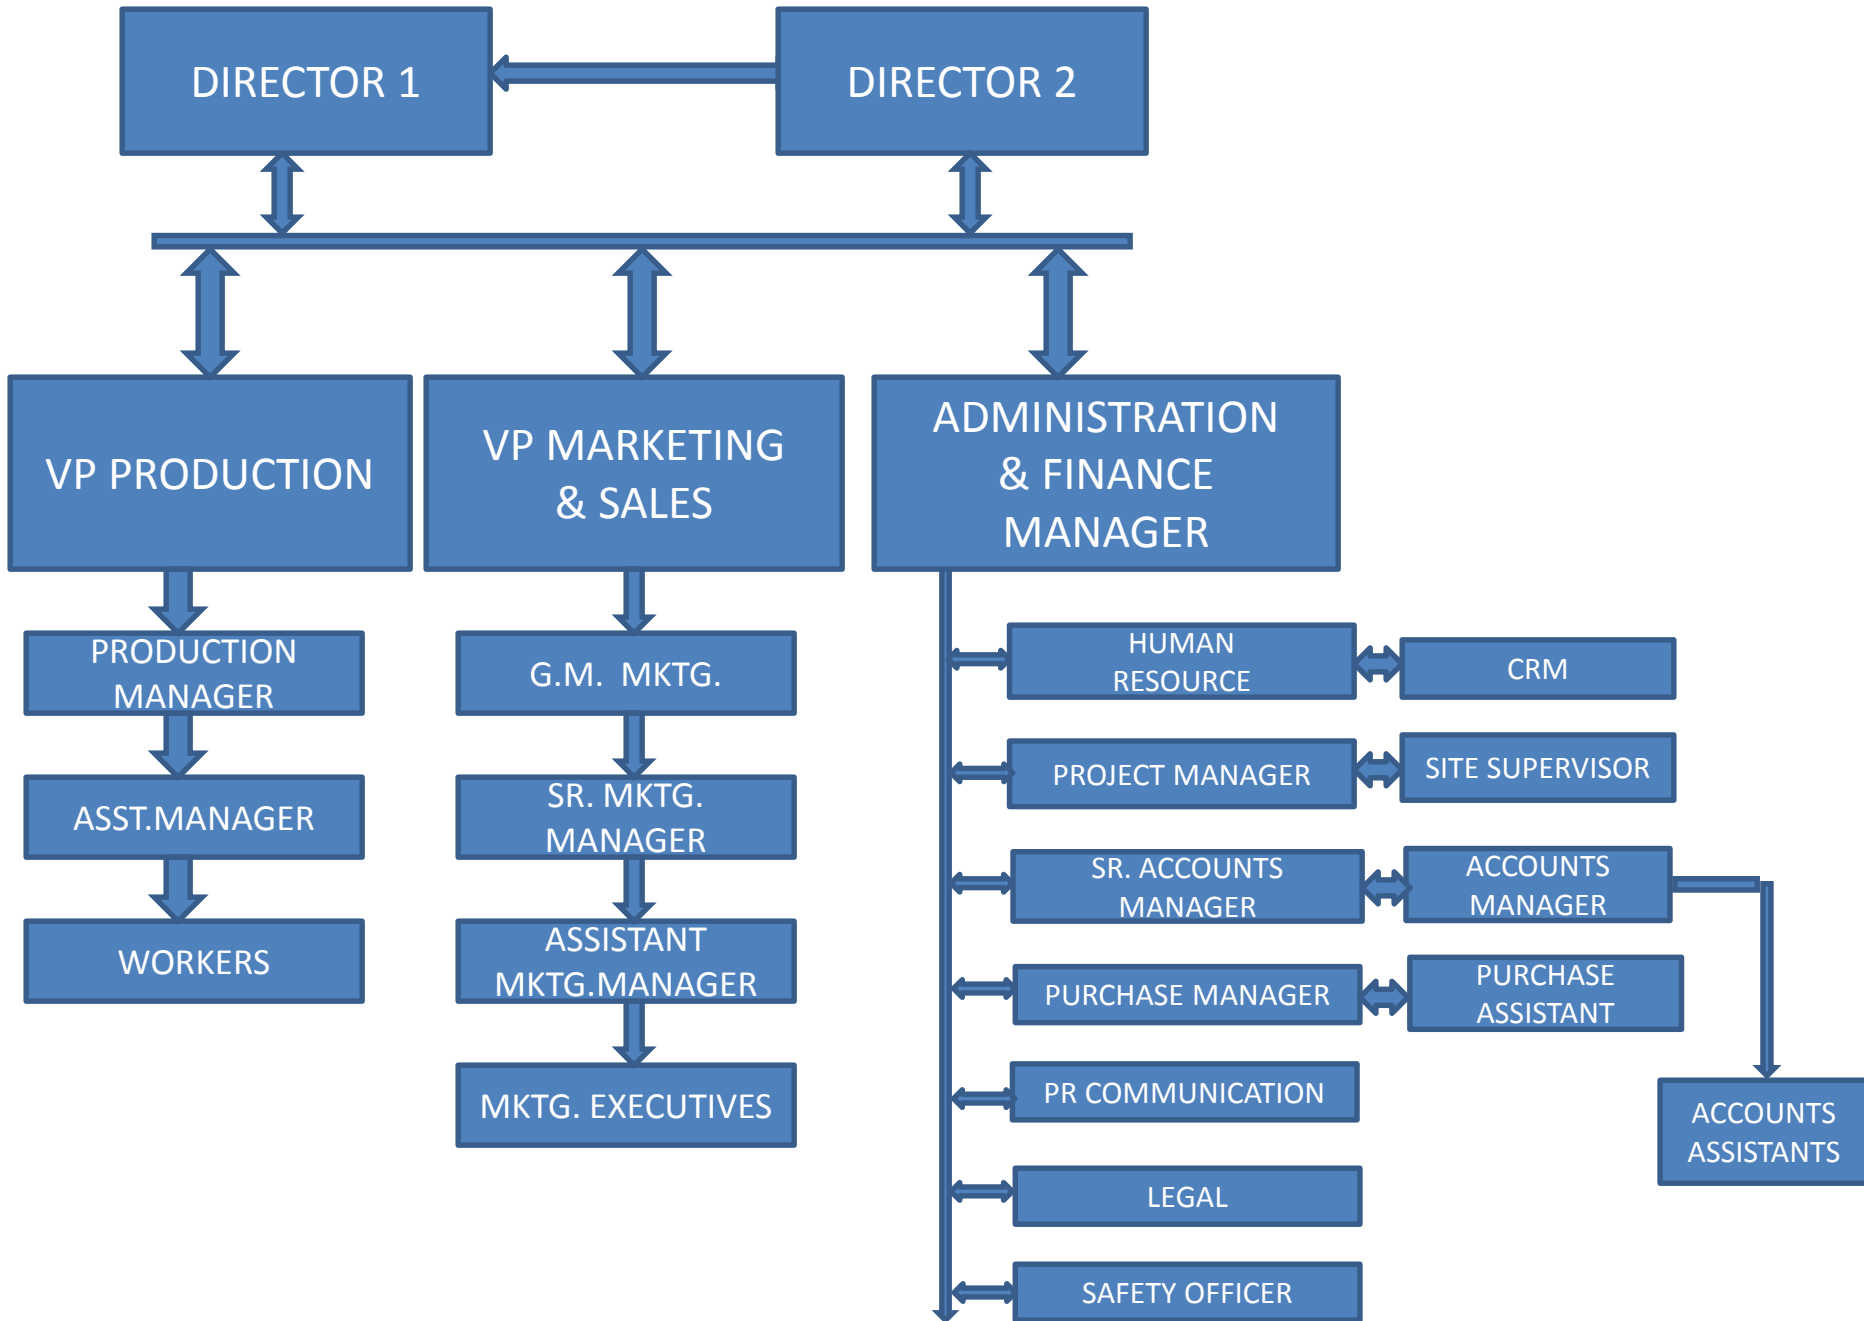 DIRECTOR 1
DIRECTOR 2
VP PRODUCTION
VP MARKETING
& SALES
ADMINISTRATION
& FINANCE
MANAGER
PRODUCTION
MANAGER
ASST.MANAGER
WORKERS
G.M.  MKTG.
SR. MKTG.
MANAGER
ASSISTANT
MKTG.MANAGER
MKTG. EXECUTIVES
HUMAN
RESOURCE
CRM
PROJECT MANAGER
SITE SUPERVISOR
SR. ACCOUNTS
MANAGER
ACCOUNTS
MANAGER
PURCHASE MANAGER
PURCHASE
ASSISTANT
PR COMMUNICATION
ACCOUNTS
ASSISTANTS
LEGAL
SAFETY OFFICER